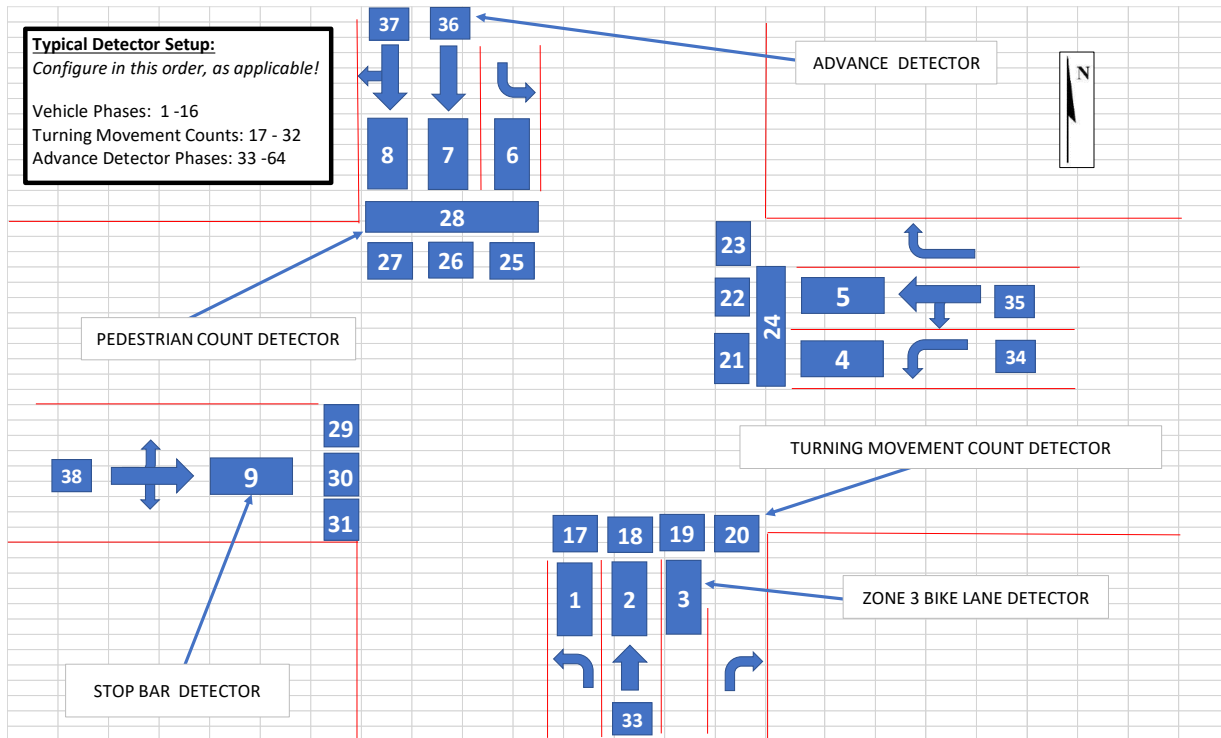 37 36
Typical Detector Setup:
Configure in this order, as applicable!
Vehicle Phases:  1 -16
Turning Movement Counts: 17 - 32
Advance Detector Phases: 33 -64
ADVANCE  DETECTOR
N
8 7 6
28
27 26 25
23
22
21
24
5
35
4
34
PEDESTRIAN COUNT DETECTOR
29
30
31
38
9
TURNING MOVEMENT COUNT DETECTOR
17 18 19 20
1 2 3
ZONE 3 BIKE LANE DETECTOR
STOP BAR  DETECTOR
33